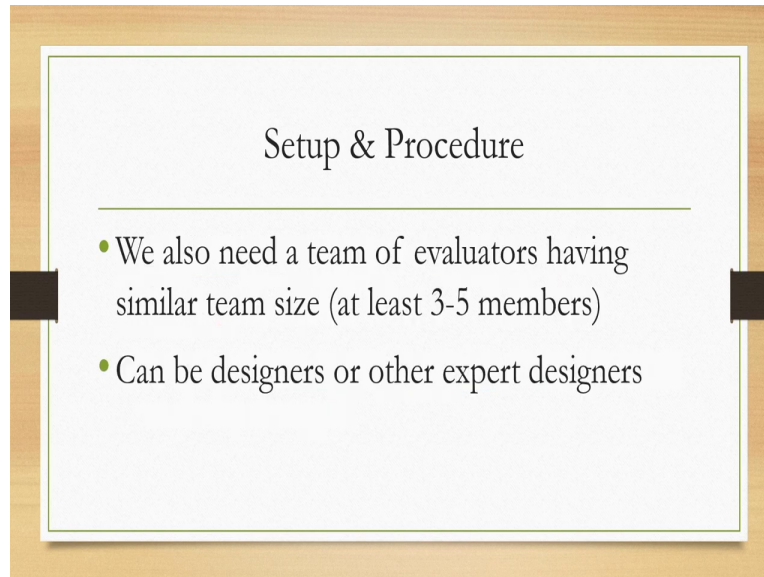 Setup & Procedure
• We also need a team of evaluators having
similar team size (at least 3-5 members)
• Can be designers or other expert designers